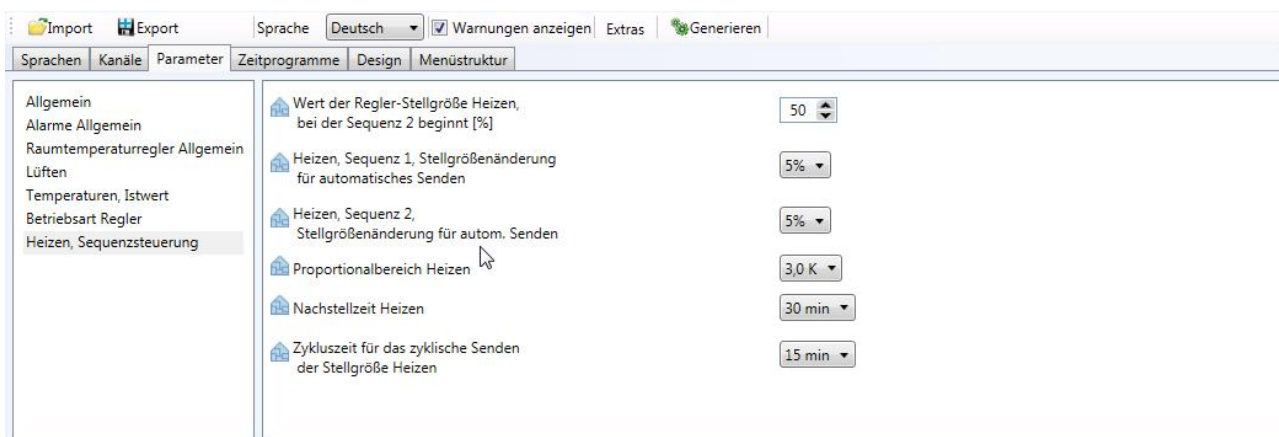 Import Export Sprache Deutsch Warnungen anzeigen Extras Generieren
Sprachen Kanäle Parameter Zeitprogramme Design Menüstruktur
Allgemein
Alarme Allgemein
Raumtemperaturregler Allgemein
Lüften
Temperaturen, Istwert
Betriebsart Regler
Heizen, Sequenzsteuerung
Wert der Regler-Stellgröße Heizen,
bei der Sequenz 2 beginnt [%]
50
Heizen, Sequenz 1, Stellgrößenänderung
für automatisches Senden
5%
Heizen, Sequenz 2,
Stellgrößenänderung für autom. Senden
5%
Proportionalbereich Heizen
3,0 K
Nachstellzeit Heizen
30 min
Zykluszeit für das zyklische Senden
der Stellgröße Heizen
15 min